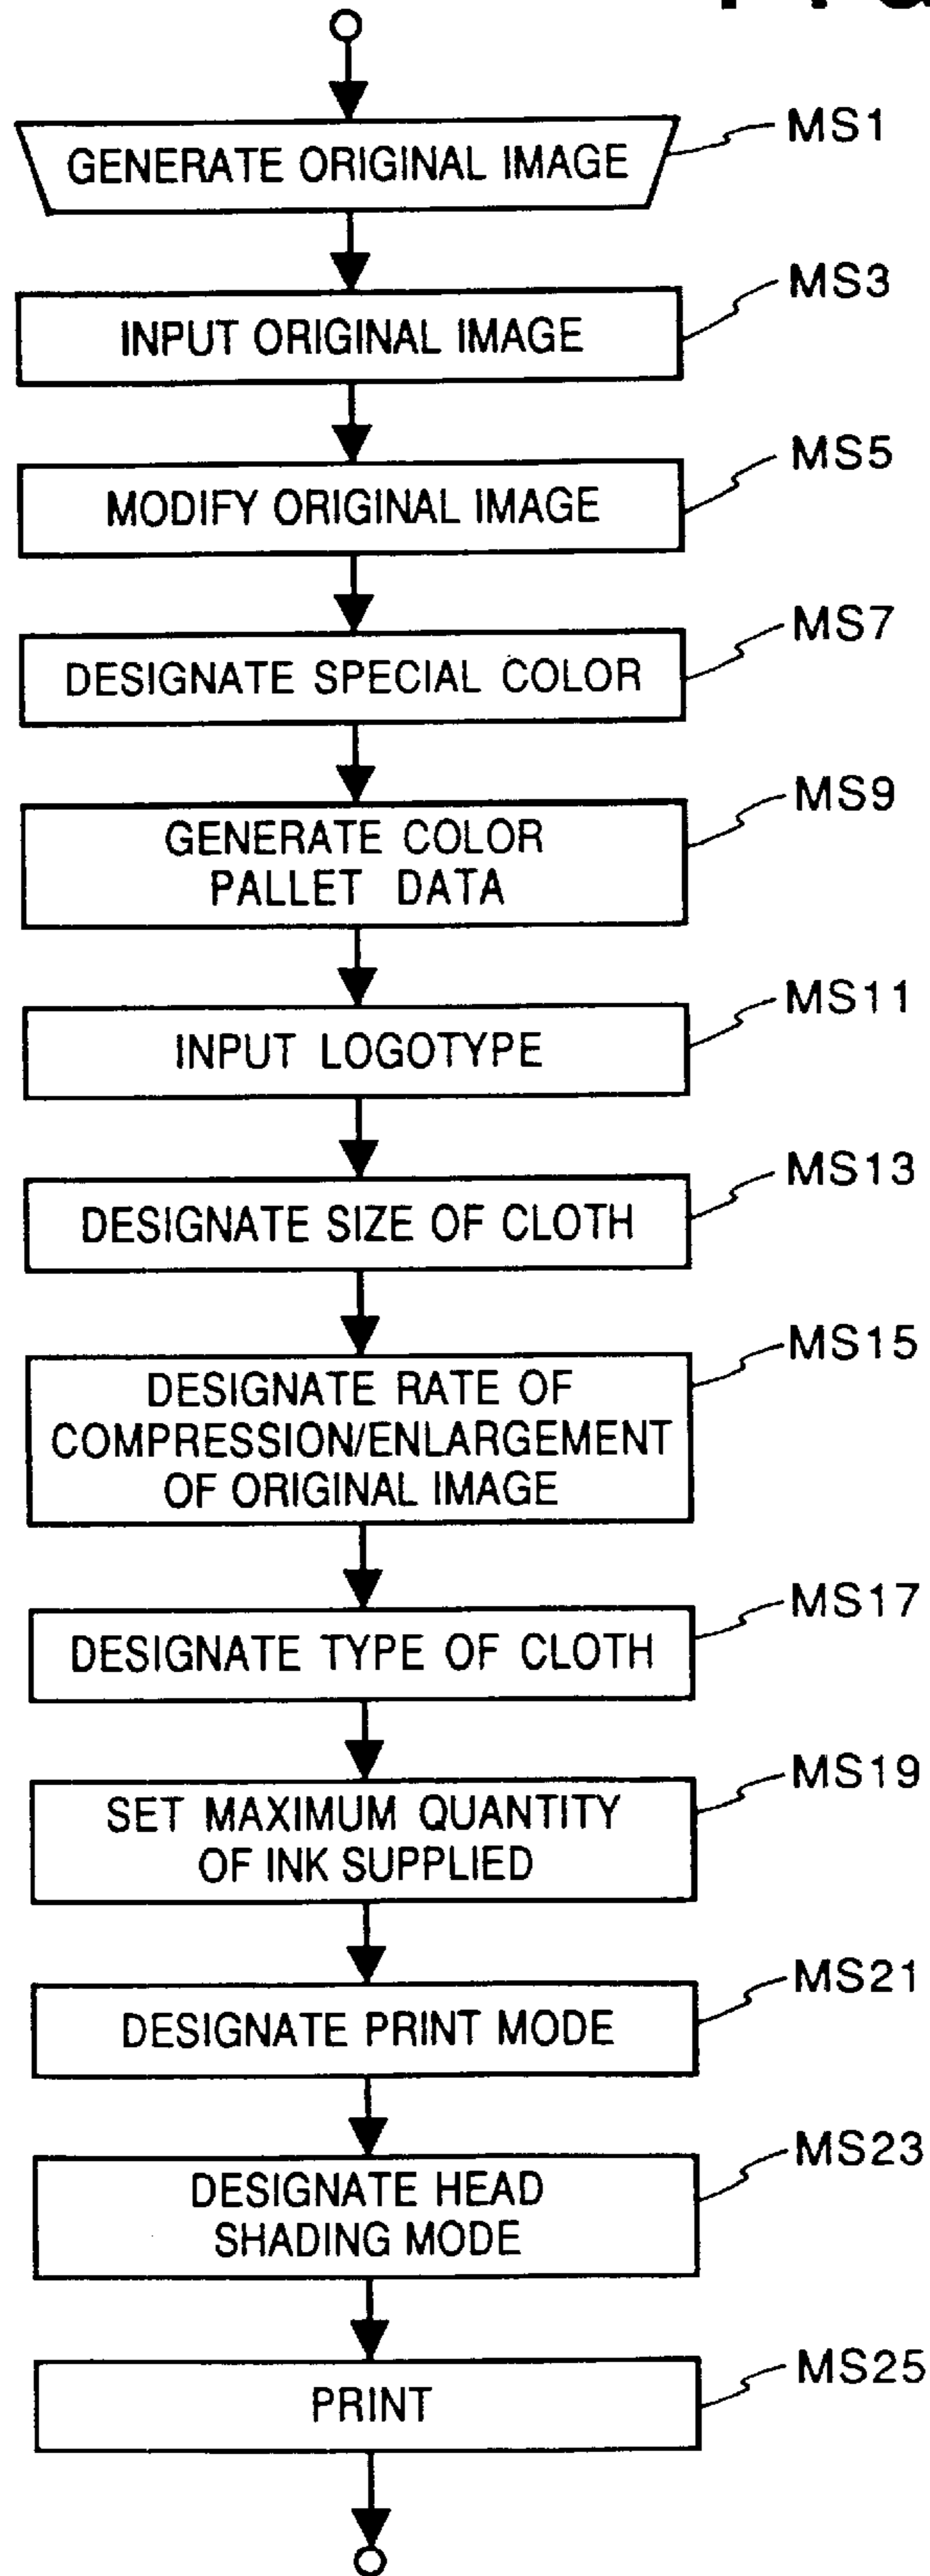 GENERATE ORIGINAL IMAGE
MS1
INPUT ORIGINAL IMAGE
MS3
MODIFY ORIGINAL IMAGE
MS5
DESIGNATE SPECIAL COLOR
MS7
GENERATE COLOR
PALLET DATA
MS9
INPUT LOGOTYPE
MS11
DESIGNATE SIZE OF CLOTH
MS13
DESIGNATE RATE OF
COMPRESSION/ENLARGEMENT
OF ORIGINAL IMAGE
MS15
DESIGNATE TYPE OF CLOTH
MS17
SET MAXIMUM QUANTITY
OF INK SUPPLIED
MS19
DESIGNATE PRINT MODE
MS21
DESIGNATE HEAD
SHADING MODE
MS23
PRINT
MS25